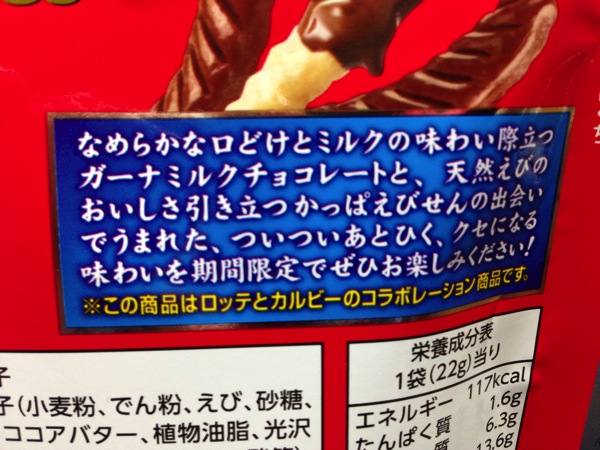 なめらかな口どけとミルクの味わい際立つ
ガーナミルクチョコレートと、天然えびの
おいしさ引き立つかっぱえびせんの出会い
でうまれた、ついついあとひく、クセになる
味わいを期間限定でぜひお楽しみください!
※この商品はロッテとカルビーのコラボレーション商品です。
子
子(小麦粉、でん粉、えび、砂糖、
ココアバター、植物油脂、光沢
栄養成分表
1袋(22g)当り
エネルギー 117kcal
たんぱく質 1.6g
質 6.3g
13.6g